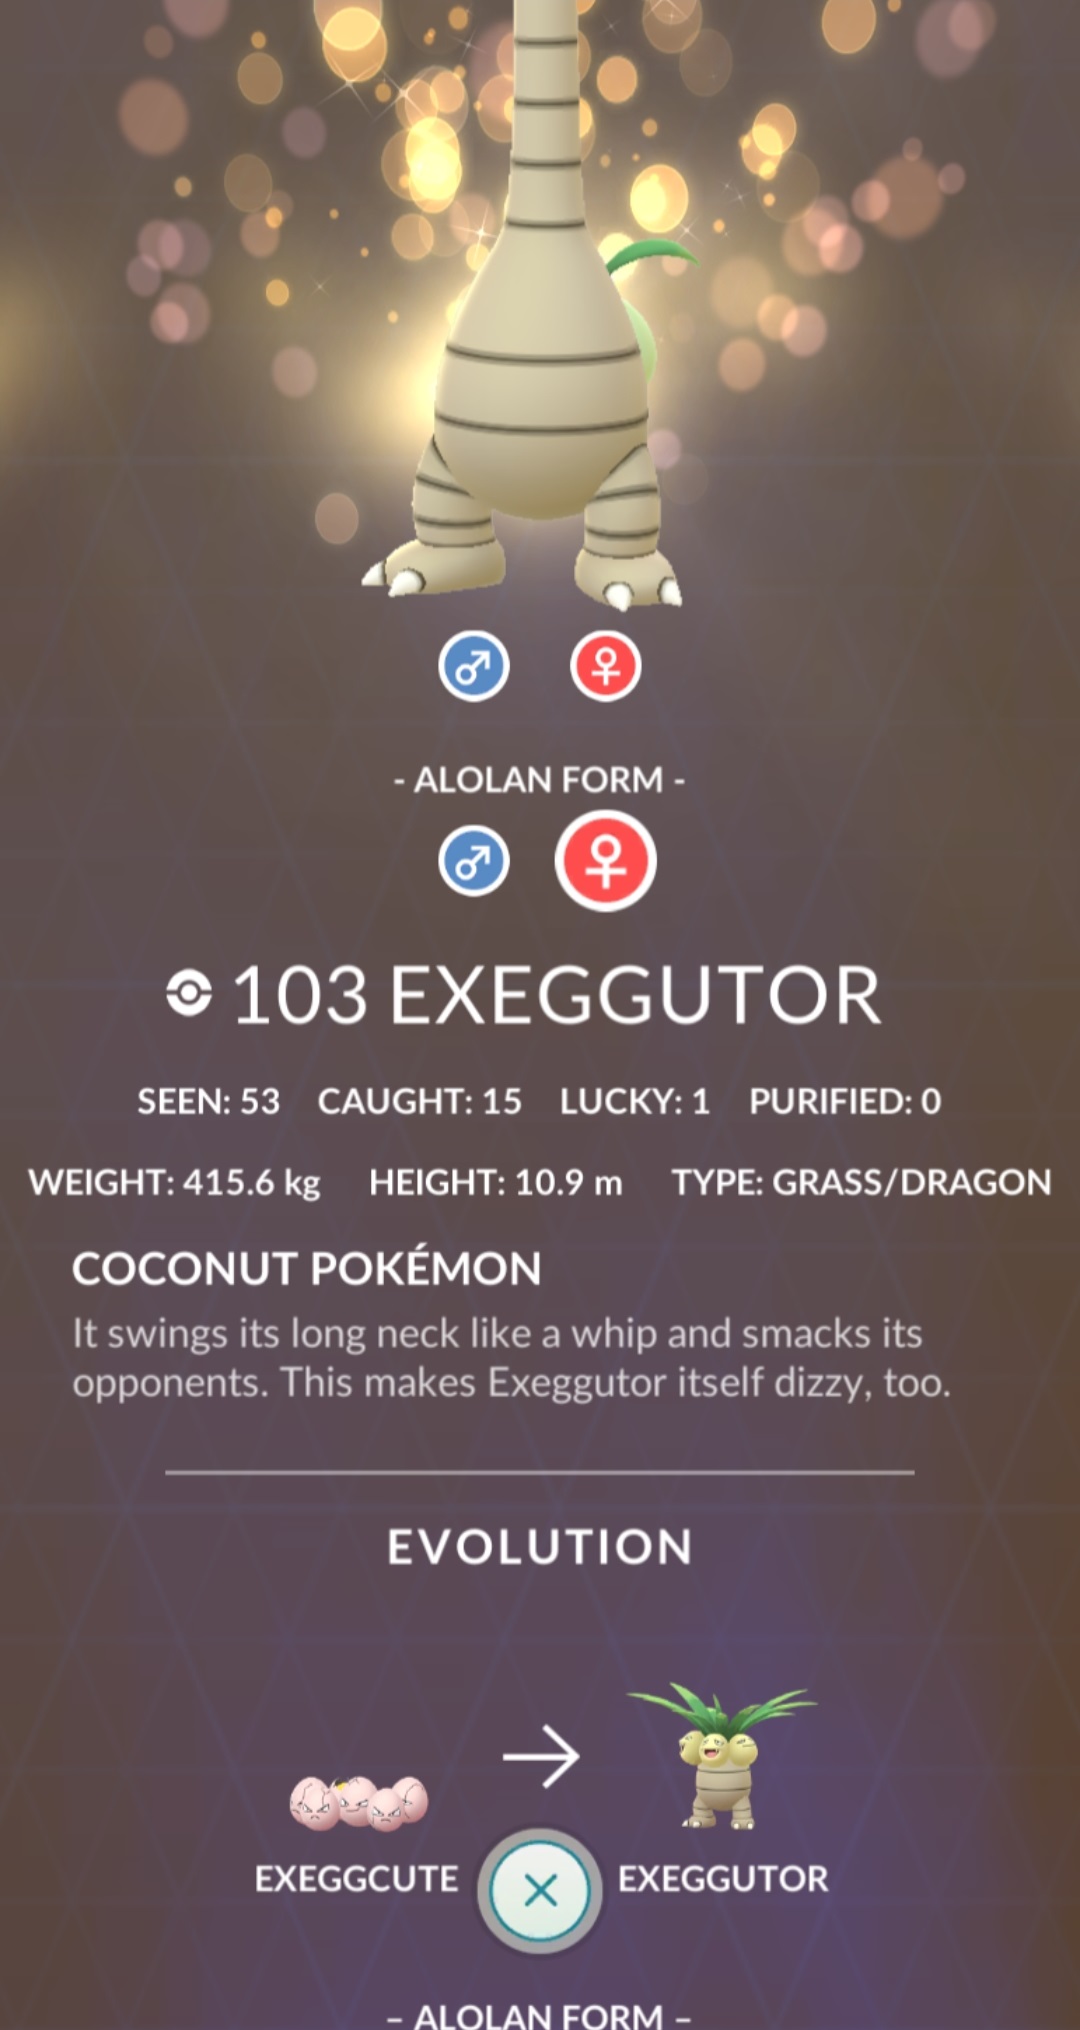 - ALOLAN FORM -
103 EXEGGUTOR
SEEN: 53 CAUGHT: 15 LUCKY: 1 PURIFIED: 0
WEIGHT: 415.6 kg HEIGHT: 10.9 m TYPE: GRASS/DRAGON
COCONUT POKÉMON
It swings its long neck like a whip and smacks its
opponents. This makes Exeggutor itself dizzy, too.
EVOLUTION
EXEGGCUTE EXEGGUTOR
– ALOLAN FORM –